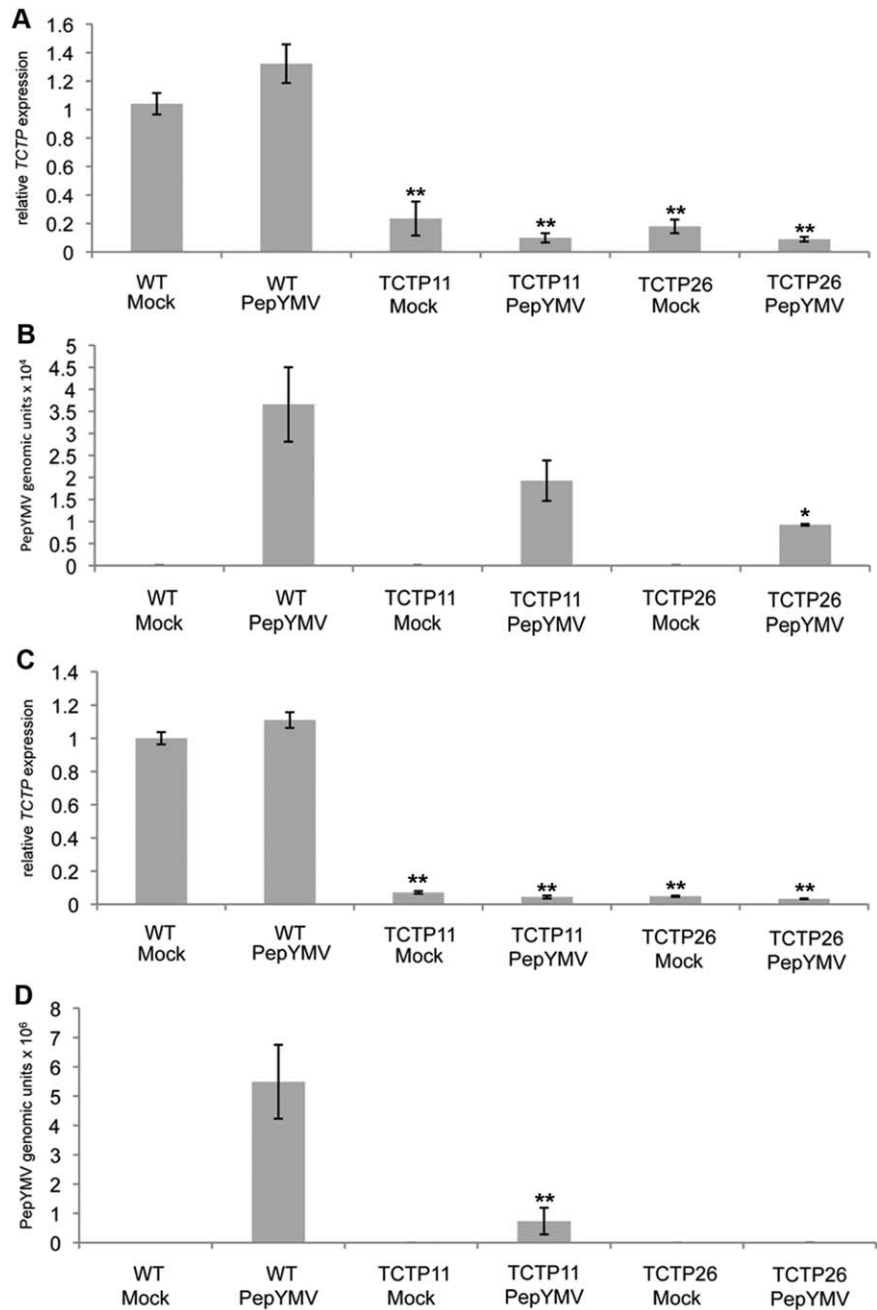 A
relative TCTP expression
1.6
1.4
1.2
1
0.8
0.6
0.4
0.2
0
**
**
**
**
WT Mock
WT PepYMV
TCTP11 Mock
TCTP11 PepYMV
TCTP26 Mock
TCTP26 PepYMV
B
PepYMV genomic units x 10⁴
5
4.5
4
3.5
3
2.5
2
1.5
1
0.5
0
*
WT Mock
WT PepYMV
TCTP11 Mock
TCTP11 PepYMV
TCTP26 Mock
TCTP26 PepYMV
C
relative TCTP expression
1.4
1.2
1
0.8
0.6
0.4
0.2
0
**
**
**
**
WT Mock
WT PepYMV
TCTP11 Mock
TCTP11 PepYMV
TCTP26 Mock
TCTP26 PepYMV
D
PepYMV genomic units x 10⁶
8
7
6
5
4
3
2
1
0
**
WT Mock
WT PepYMV
TCTP11 Mock
TCTP11 PepYMV
TCTP26 Mock
TCTP26 PepYMV